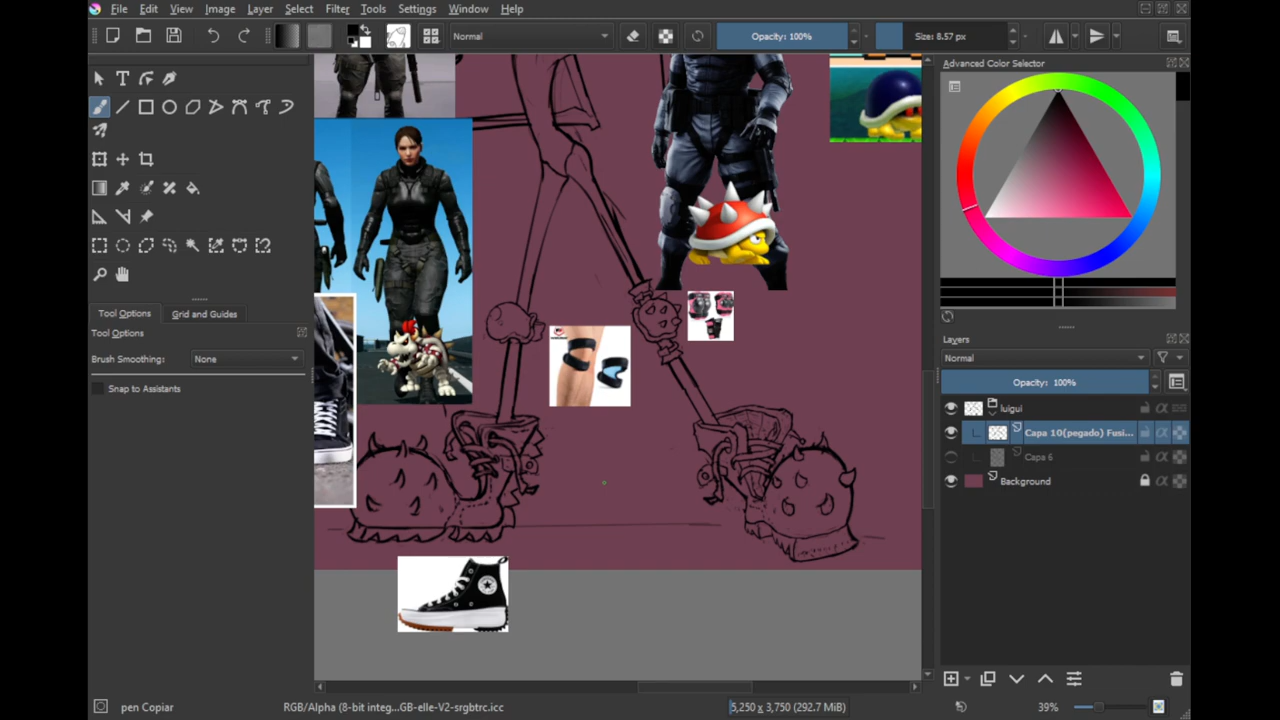 File Edit View Image Layer Select Filter Tools Settings Window Help
Normal
Opacity: 100%
Size: 8.57 px
Advanced Color Selector
Tool Options
Grid and Guides
Tool Options
Brush Smoothing:
None
Snap to Assistants
Layers
Normal
Opacity: 100%
luigui
Capa 10(pegado) Fusi...
Capa 6
Background
pen Copiar
RGB/Alpha (8-bit integ...GB-elle-V2-srgbtrc.icc
5,250 x 3,750 (292.7 MiB)
39%